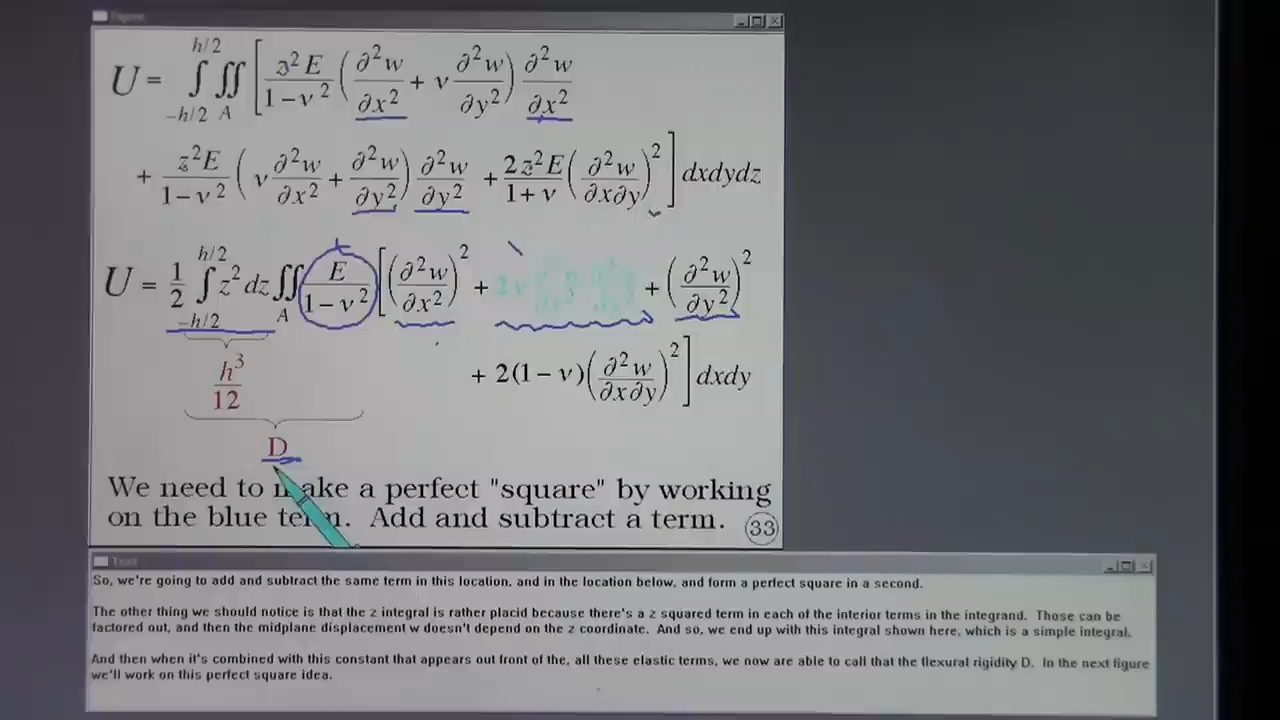 U = ∫_{-h/2}^{h/2} ∬_A [ z²E/(1-ν²) ( ∂²w/∂x² + ν ∂²w/∂y² ) ∂²w/∂x²
+ z²E/(1-ν²) ( ν ∂²w/∂x² + ∂²w/∂y² ) ∂²w/∂y² + 2z²E/(1+ν) ( ∂²w/∂x∂y )² ] dxdydz
U = 1/2 ∫_{-h/2}^{h/2} z² dz ∬_A E/(1-ν²) [ ( ∂²w/∂x² )² + 2ν + ( ∂²w/∂y² )²
+ 2(1-ν) ( ∂²w/∂x∂y )² ] dxdy
h³/12
D
We need to make a perfect "square" by working
on the blue term. Add and subtract a term. 33
So, we're going to add and subtract the same term in this location, and in the location below, and form a perfect square in a second.
The other thing we should notice is that the z integral is rather placid because there's a z squared term in each of the interior terms in the integrand. Those can be
factored out, and then the midplane displacement w doesn't depend on the z coordinate. And so, we end up with this integral shown here, which is a simple integral.
And then when it's combined with this constant that appears out front of the, all these elastic terms, we now are able to call that the flexural rigidity D. In the next figure
we'll work on this perfect square idea.